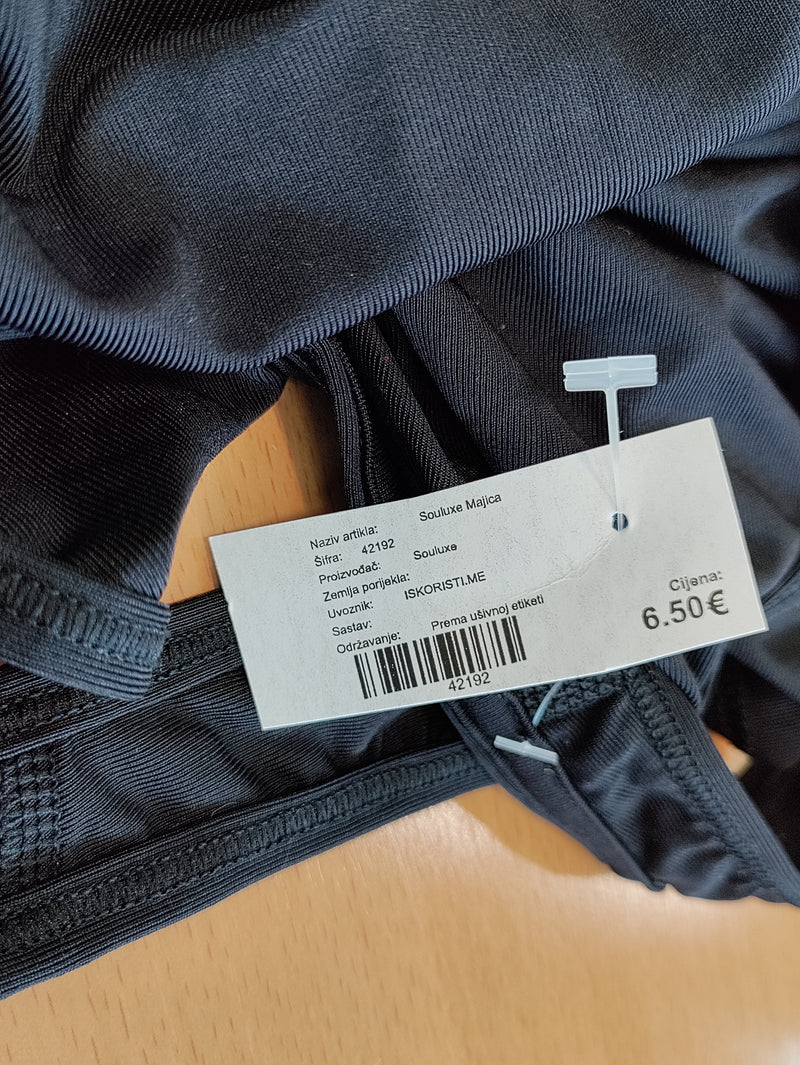 Naziv artikla: Souluxe Majica
Šifra: 42192
Proizvođač: Souluxe
Zemlja porijekla:
Uvoznik: ISKORISTI.ME
Sastav:
Održavanje: Prema ušivnoj etiketi
42192
Cijena:
6.50€